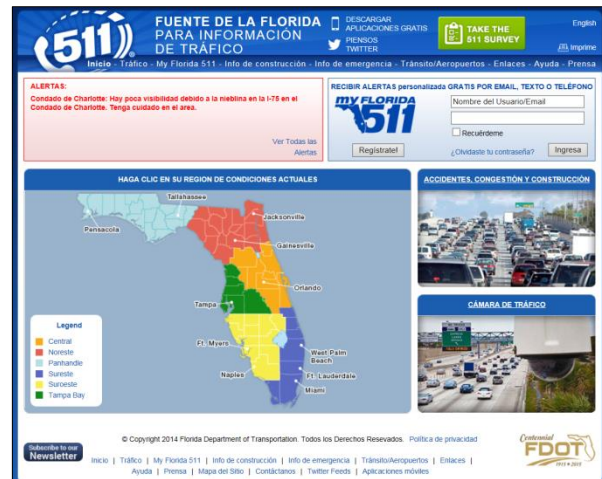 511
FUENTE DE LA FLORIDA
PARA INFORMACIÓN
DE TRÁFICO
DESCARGAR
APLICACIONES GRATIS
PIENSOS
TWITTER
TAKE THE
511 SURVEY
English
Imprime
Inicio - Tráfico - My Florida 511 - Info de construcción - Info de emergencia - Tránsito/Aeropuertos - Enlaces - Ayuda - Prensa
ALERTAS:
Condado de Charlotte: Hay poca visibilidad debido a la nieblina en la I-75 en el
Condado de Charlotte. Tenga cuidado en el area.
Ver Todas las
Alertas
RECIBIR ALERTAS personalizada GRATIS POR EMAIL, TEXTO O TELÉFONO
my FLORIDA
511
Nombre del Usuario/Email
Recuérdeme
Regístrate!
¿Olvidaste tu contraseña?
Ingresa
HAGA CLIC EN SU REGION DE CONDICIONES ACTUALES
Tallahassee
Jacksonville
Pensacola
Gainesville
Orlando
Tampa
Ft. Myers
West Palm
Beach
Naples
Ft. Lauderdale
Miami
Legend
Central
Noreste
Panhandle
Sureste
Suroeste
Tampa Bay
ACCIDENTES, CONGESTIÓN Y CONSTRUCCIÓN
CÁMARA DE TRÁFICO
Subscribe to our
Newsletter
© Copyright 2014 Florida Department of Transportation. Todos los Derechos Resevados. Política de privacidad
Inicio | Tráfico | My Florida 511 | Info de construcción | Info de emergencia | Tránsito/Aeropuertos | Enlaces |
Ayuda | Prensa | Mapa del Sitio | Contáctanos | Twitter Feeds | Aplicaciones móviles
Centennial
FDOT
1915 2015